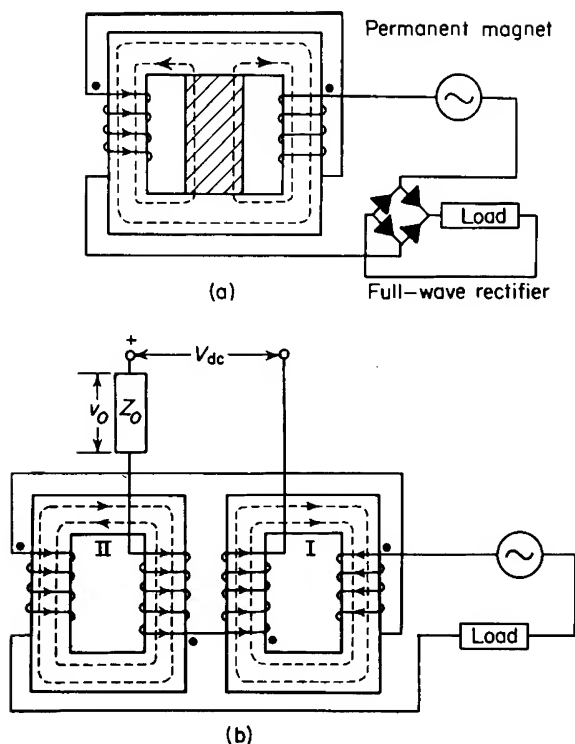 Permanent magnet
Load
(a)
Full-wave rectifier
+
V_dc
v_o
Z_o
II
I
Load
(b)